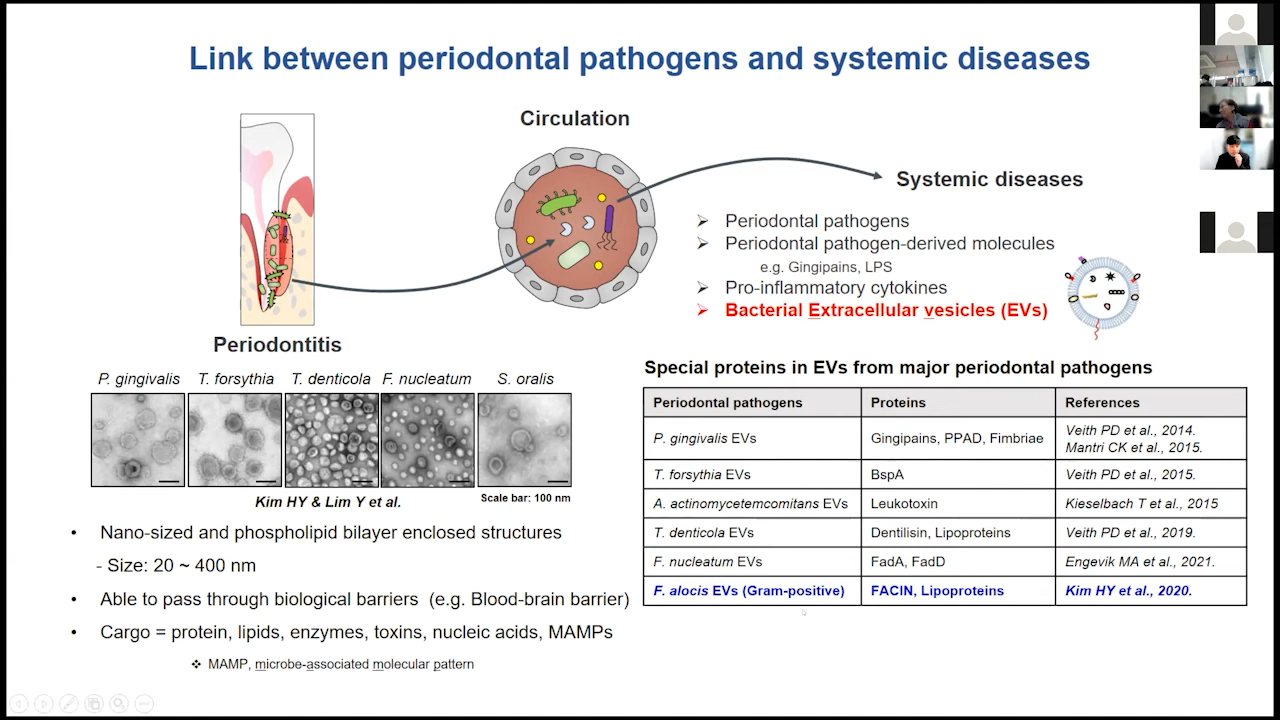 Link between periodontal pathogens and systemic diseases
Circulation
Systemic diseases
➢ Periodontal pathogens
➢ Periodontal pathogen-derived molecules
e.g. Gingipains, LPS
➢ Pro-inflammatory cytokines
➢ Bacterial Extracellular vesicles (EVs)
Periodontitis
P. gingivalis T. forsythia T. denticola F. nucleatum S. oralis
Kim HY & Lim Y et al.
Scale bar: 100 nm
• Nano-sized and phospholipid bilayer enclosed structures
- Size: 20 ~ 400 nm
• Able to pass through biological barriers (e.g. Blood-brain barrier)
• Cargo = protein, lipids, enzymes, toxins, nucleic acids, MAMPs
❖ MAMP, microbe-associated molecular pattern
Special proteins in EVs from major periodontal pathogens
Periodontal pathogens Proteins References
P. gingivalis EVs Gingipains, PPAD, Fimbriae Veith PD et al., 2014.
Mantri CK et al., 2015.
T. forsythia EVs BspA Veith PD et al., 2015.
A. actinomycetemcomitans EVs Leukotoxin Kieselbach T et al., 2015
T. denticola EVs Dentilisin, Lipoproteins Veith PD et al., 2019.
F. nucleatum EVs FadA, FadD Engevik MA et al., 2021.
F. alocis EVs (Gram-positive) FACIN, Lipoproteins Kim HY et al., 2020.